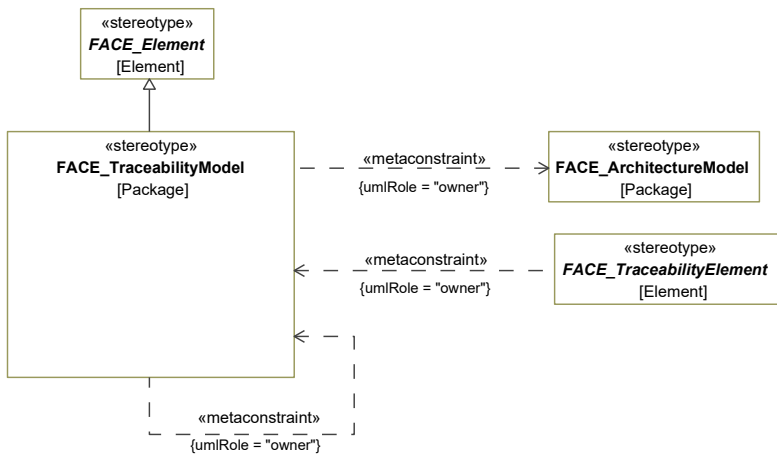 «stereotype»
FACE_Element
[Element]
«stereotype»
FACE_TraceabilityModel
[Package]
«metaconstraint»
{umlRole = "owner"}
«stereotype»
FACE_ArchitectureModel
[Package]
«metaconstraint»
{umlRole = "owner"}
«stereotype»
FACE_TraceabilityElement
[Element]
«metaconstraint»
{umlRole = "owner"}